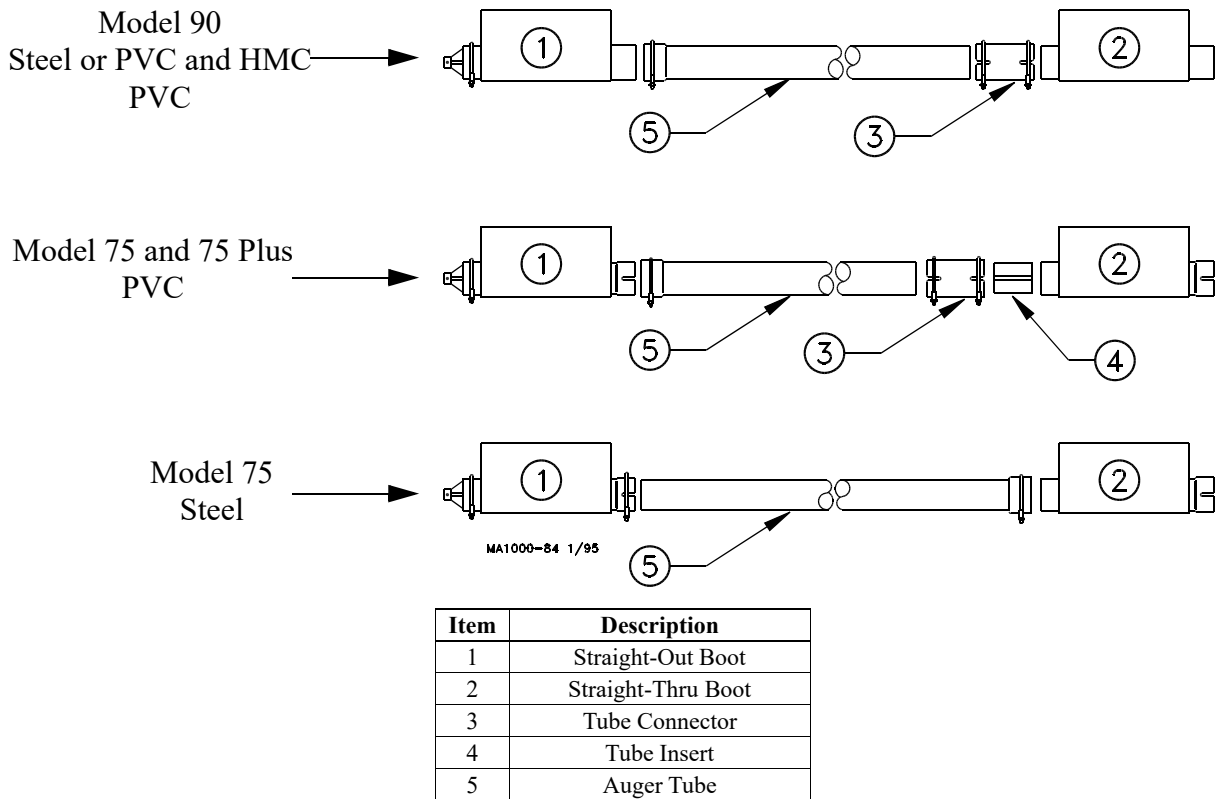 Model 90
Steel or PVC and HMC
PVC
1
2
5
3
Model 75 and 75 Plus
PVC
1
2
5
3
4
Model 75
Steel
1
2
MA1000-84 1/95
5
Item Description
1 Straight-Out Boot
2 Straight-Thru Boot
3 Tube Connector
4 Tube Insert
5 Auger Tube